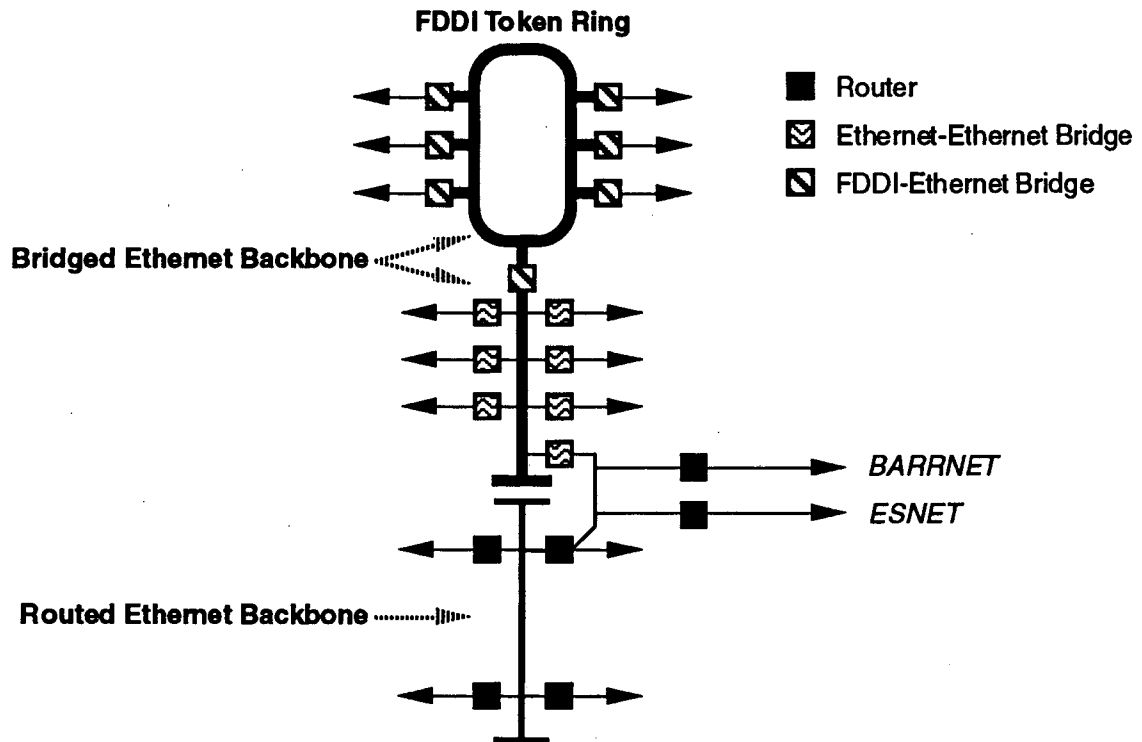 FDDI Token Ring
Router
Ethernet-Ethernet Bridge
FDDI-Ethernet Bridge
Bridged Ethernet Backbone
BARRNET
ESNET
Routed Ethernet Backbone